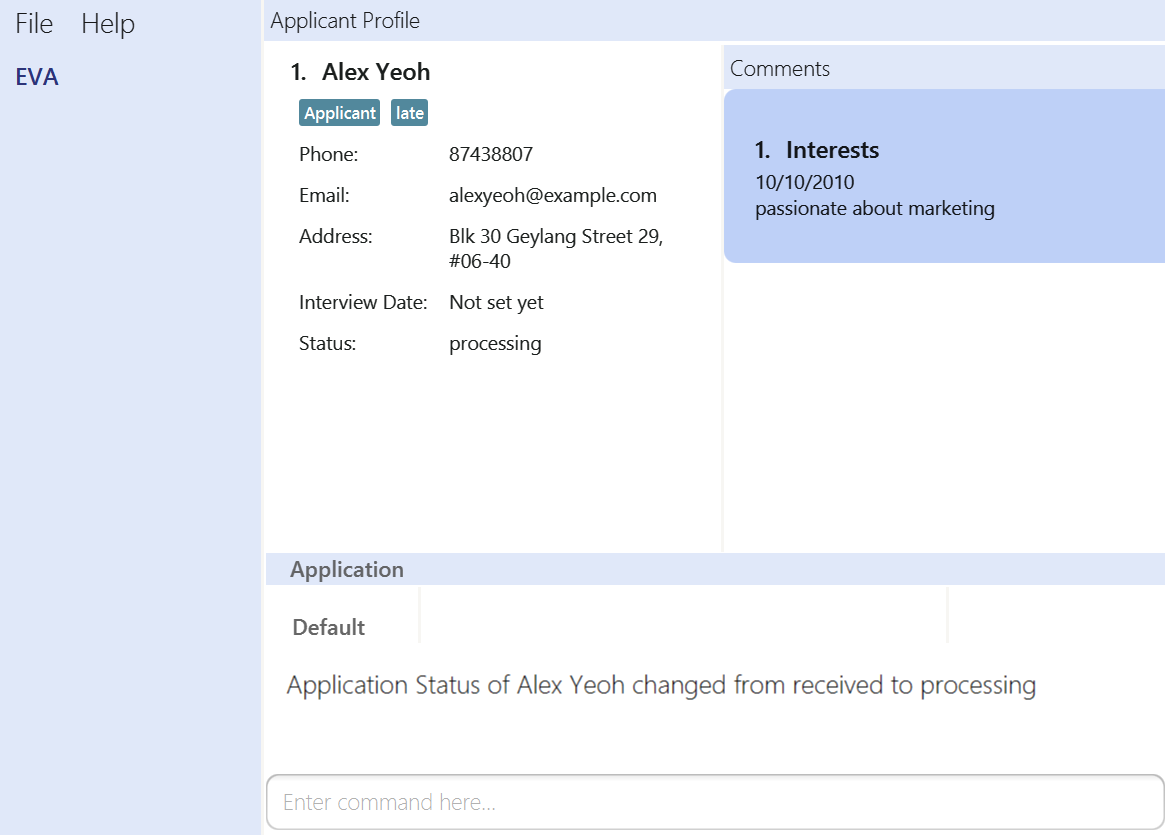 File Help
EVA
Applicant Profile
1. Alex Yeoh
Applicant late
Phone: 87438807
Email: alexyeoh@example.com
Address: Blk 30 Geylang Street 29,
#06-40
Interview Date: Not set yet
Status: processing
Comments
1. Interests
10/10/2010
passionate about marketing
Application
Default
Application Status of Alex Yeoh changed from received to processing
Enter command here...